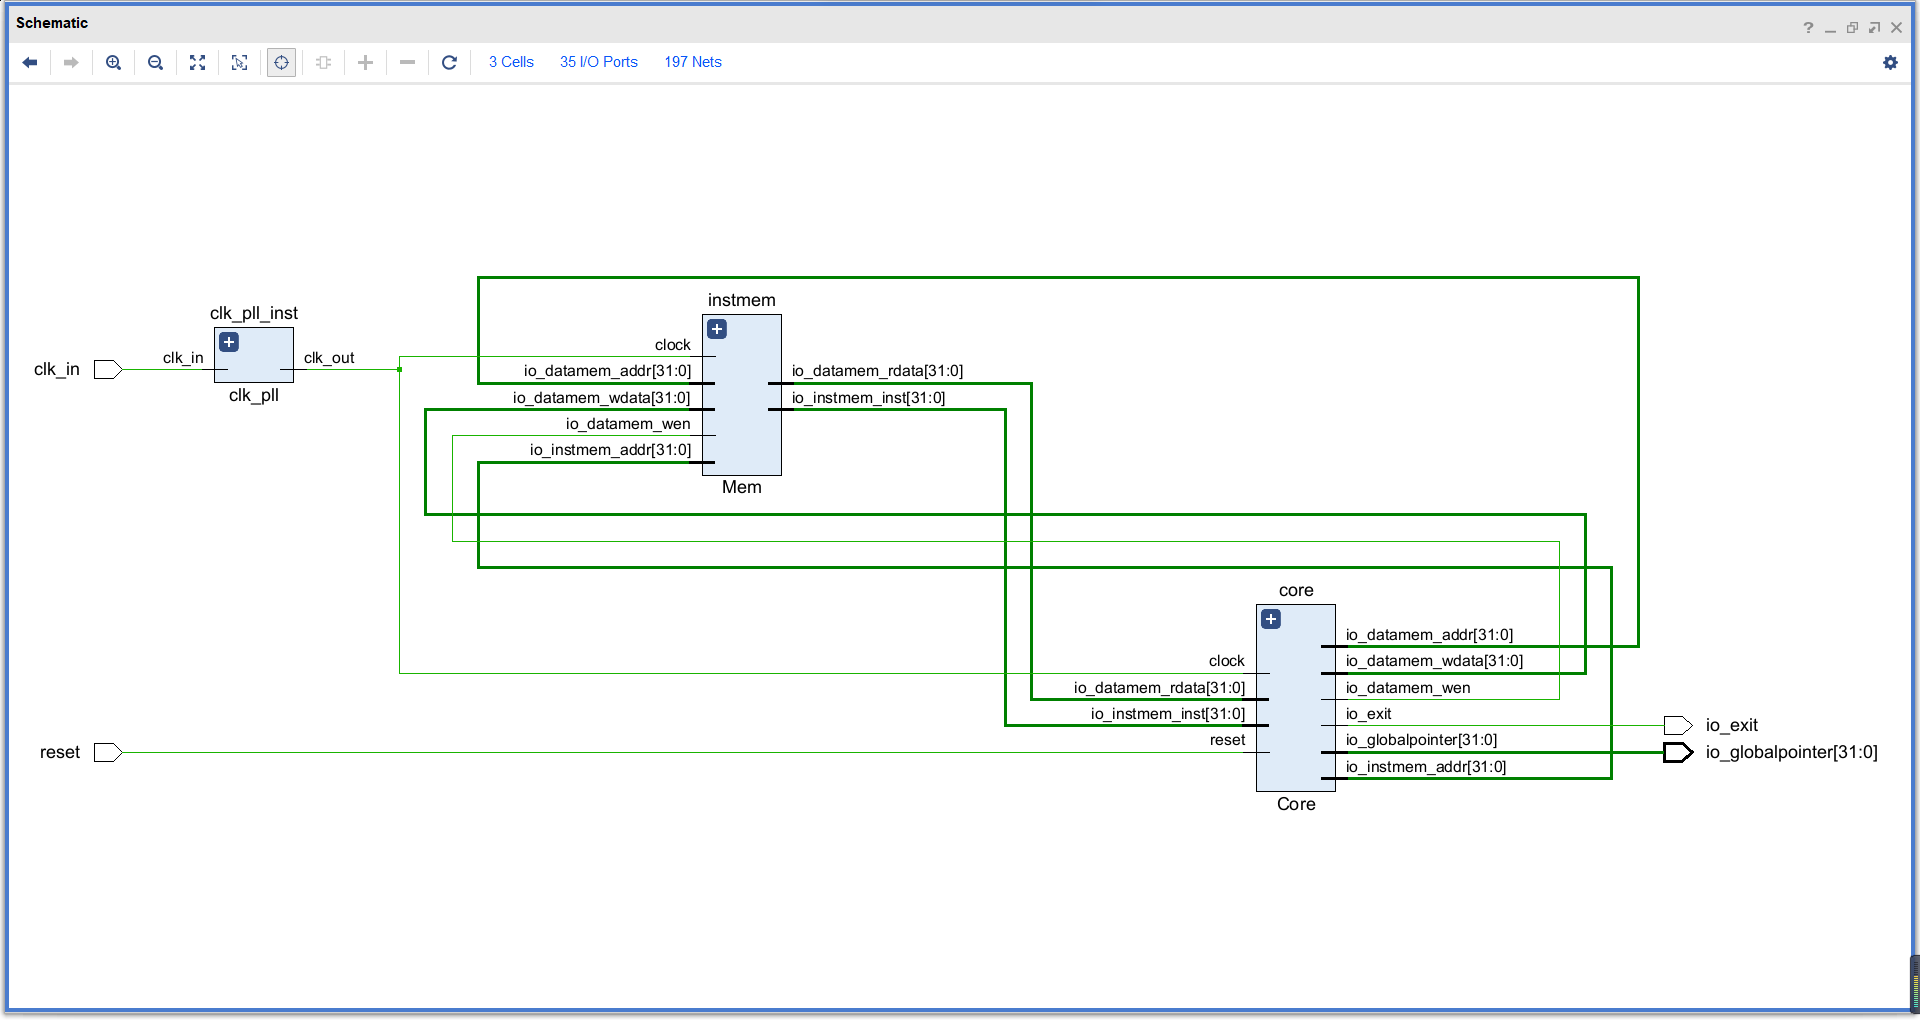 Schematic
3 Cells 35 I/O Ports 197 Nets
clk_pll_inst
clk_in
clk_in
clk_out
clk_pll
instmem
clock
io_datamem_addr[31:0]
io_datamem_wdata[31:0]
io_datamem_wen
io_instmem_addr[31:0]
io_datamem_rdata[31:0]
io_instmem_inst[31:0]
Mem
core
clock
io_datamem_rdata[31:0]
io_instmem_inst[31:0]
reset
io_datamem_addr[31:0]
io_datamem_wdata[31:0]
io_datamem_wen
io_exit
io_globalpointer[31:0]
io_instmem_addr[31:0]
Core
reset
io_exit
io_globalpointer[31:0]